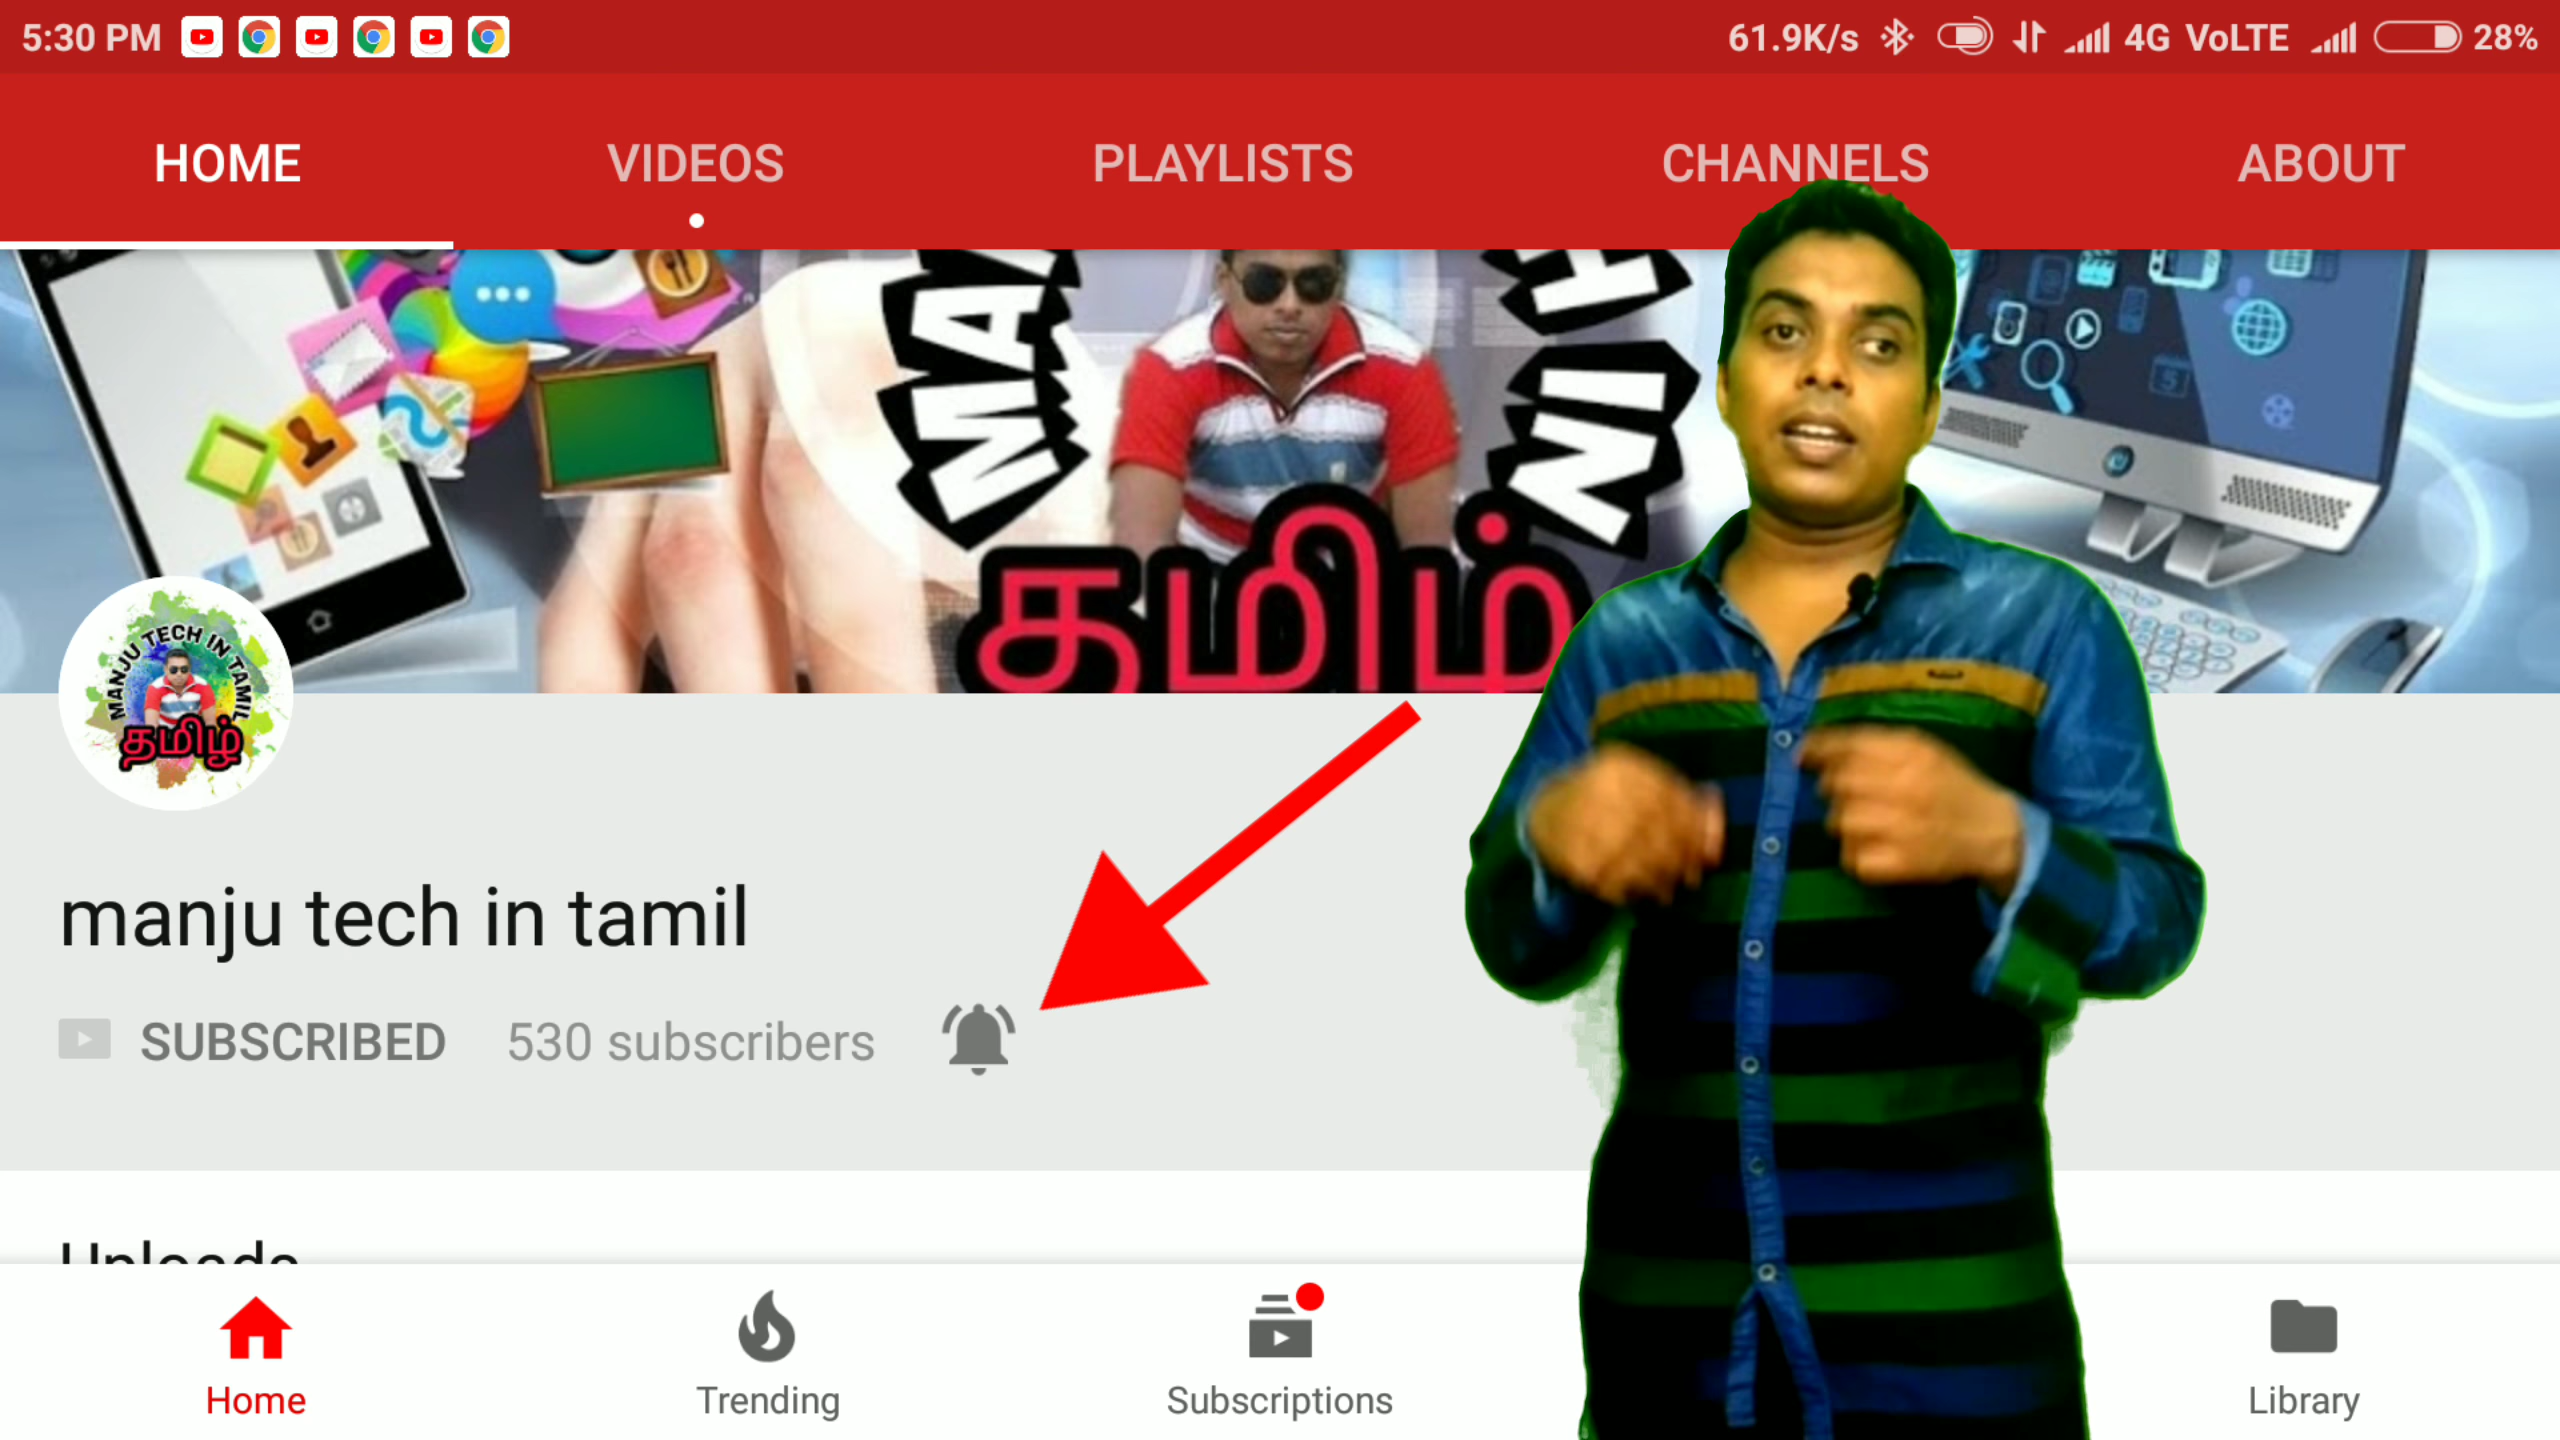 5:30 PM 61.9K/s 4G VoLTE 28%
HOME VIDEOS PLAYLISTS CHANNELS ABOUT
தமிழ்
MANJU TECH IN TAMIL
தமிழ்
manju tech in tamil
SUBSCRIBED 530 subscribers
Uploads
Home Trending Subscriptions Library